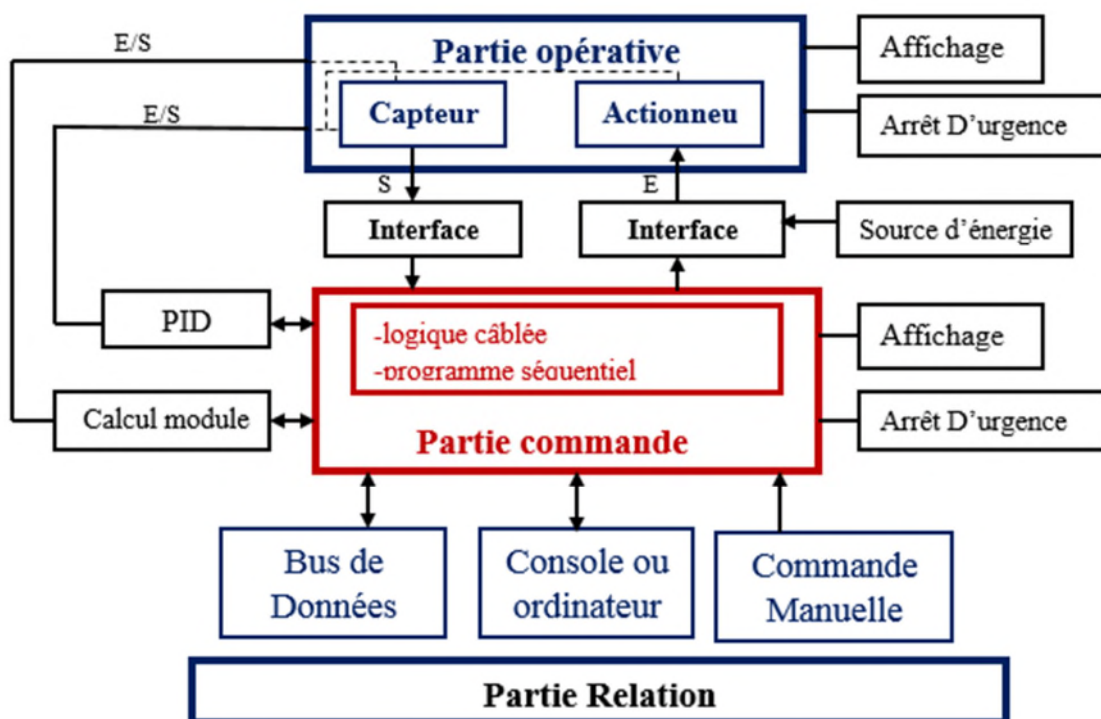 E/S
Partie opérative
Affichage
E/S
Capteur
Actionneu
Arrêt D'urgence
S
E
Interface
Interface
Source d'énergie
PID
-logique câblée
-programme séquentiel
Affichage
Calcul module
Partie commande
Arrêt D'urgence
Bus de
Données
Console ou
ordinateur
Commande
Manuelle
Partie Relation